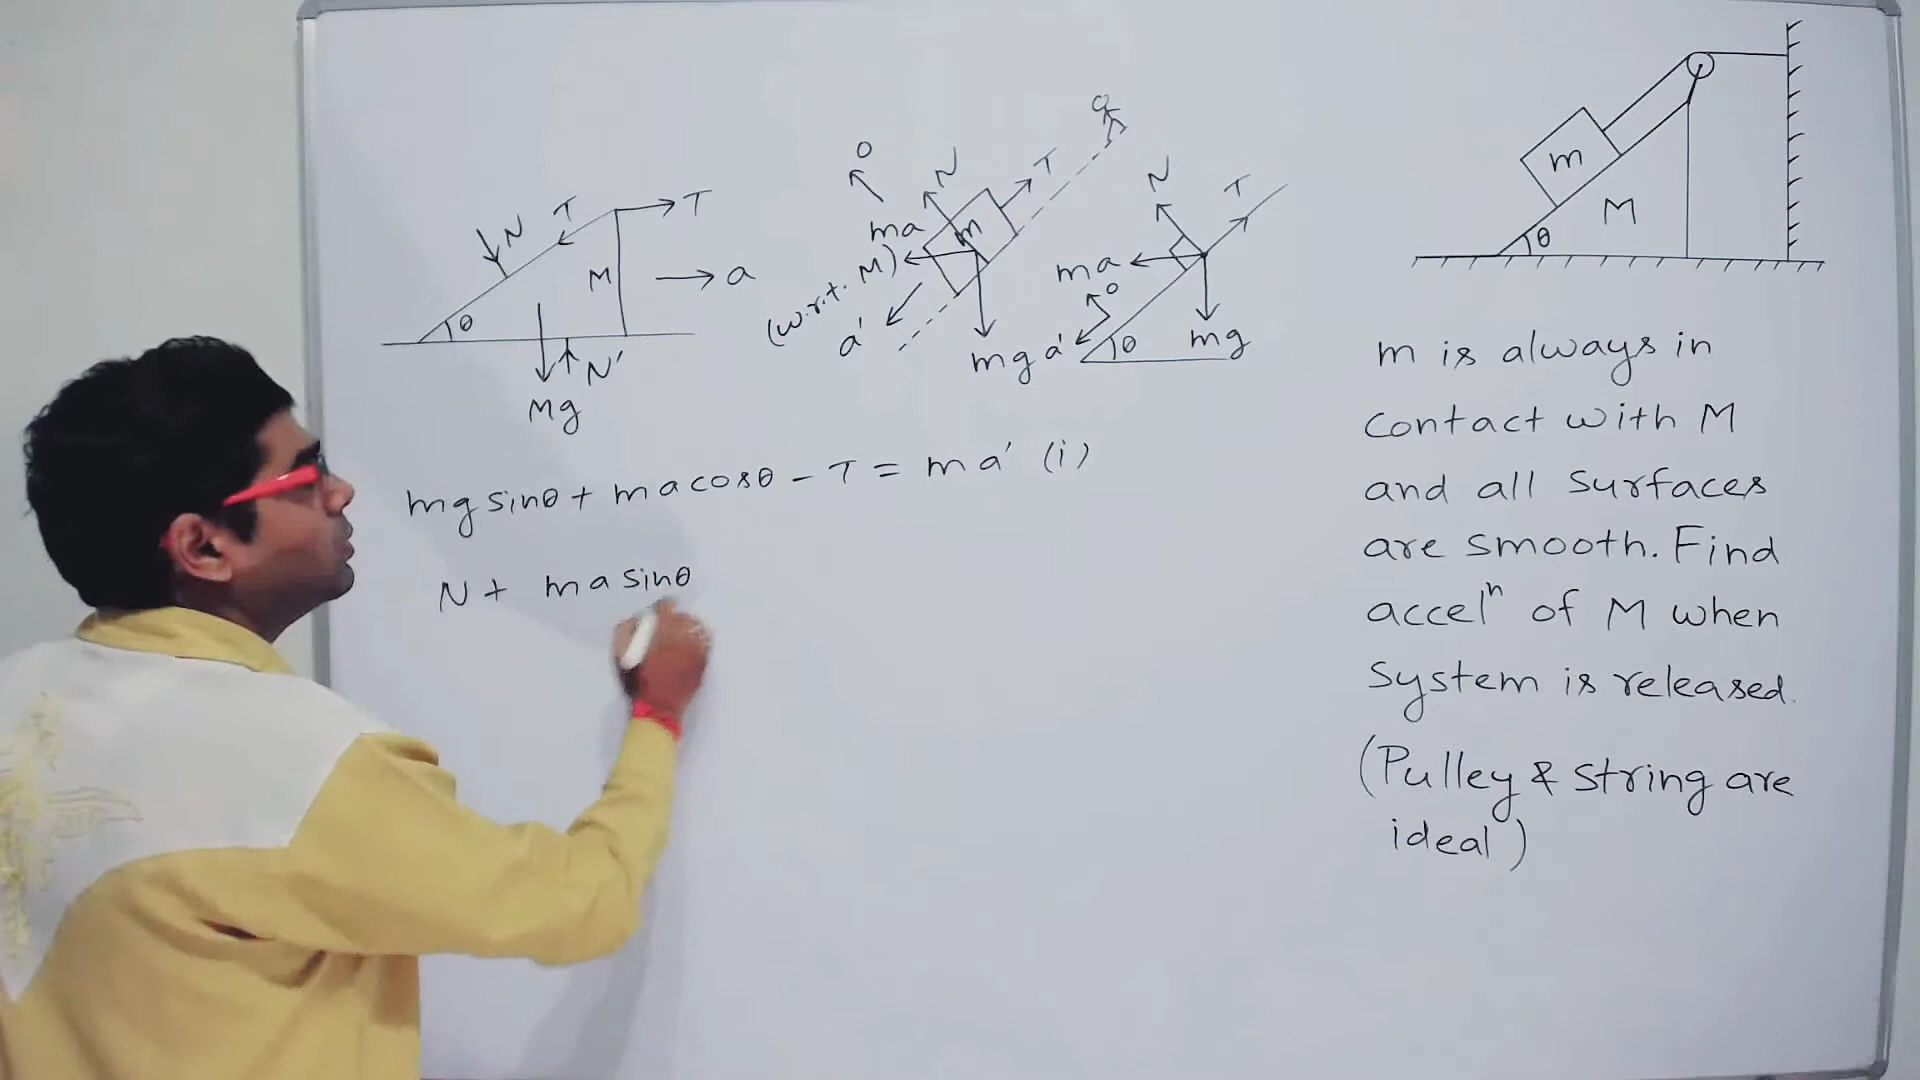 N
T
T
M
a
θ
Mg
N'
o
N
T
m
ma
(w.r.t. M)
a'
mg
N
T
ma
o
a'
θ
mg
m
M
θ
mg sinθ + ma cosθ - T = ma' (i)
N + ma sinθ
m is always in
contact with M
and all surfaces
are smooth. Find
accelⁿ of M when
system is released.
(Pulley & string are
ideal)